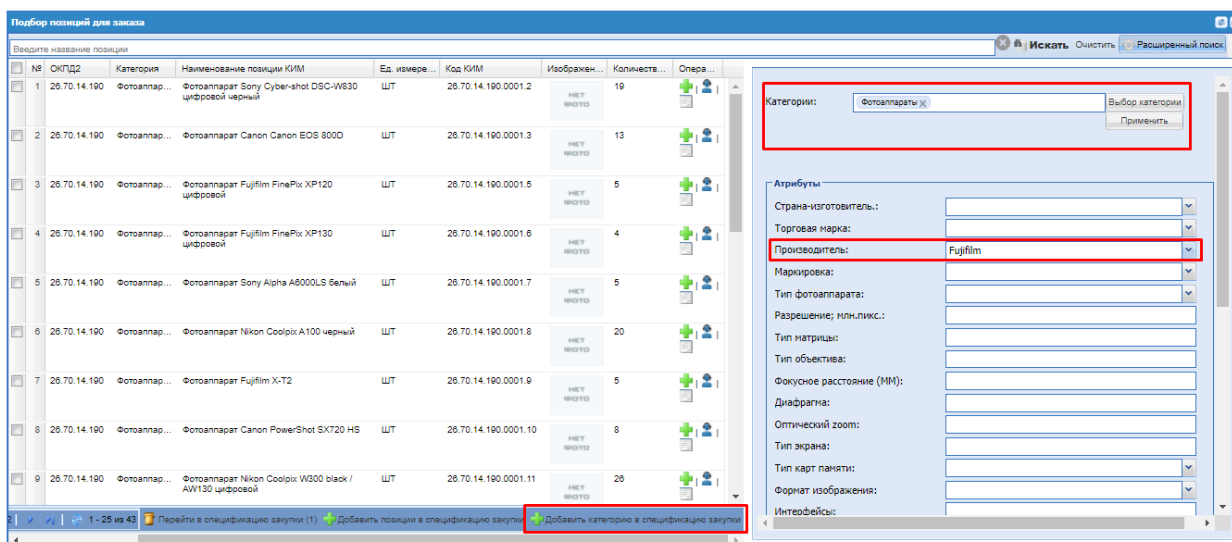 Подбор позиций для заказа
Введите название позиции
Искать Очистить Расширенный поиск
№ ОКПД2 Категория Наименование позиции КИМ Ед. измере... Код КИМ Изображен... Количеств... Опера...
1 26.70.14.190 Фотоаппар... Фотоаппарат Sony Cyber-shot DSC-W830 ШТ 26.70.14.190.0001.2 19
цифровой черный
НЕТ
ФОТО
2 26.70.14.190 Фотоаппар... Фотоаппарат Canon Canon EOS 800D ШТ 26.70.14.190.0001.3 13
НЕТ
ФОТО
3 26.70.14.190 Фотоаппар... Фотоаппарат Fujifilm FinePix XP120 ШТ 26.70.14.190.0001.5 5
цифровой
НЕТ
ФОТО
4 26.70.14.190 Фотоаппар... Фотоаппарат Fujifilm FinePix XP130 ШТ 26.70.14.190.0001.6 4
цифровой
НЕТ
ФОТО
5 26.70.14.190 Фотоаппар... Фотоаппарат Sony Alpha A6000LS белый ШТ 26.70.14.190.0001.7 5
НЕТ
ФОТО
6 26.70.14.190 Фотоаппар... Фотоаппарат Nikon Coolpix A100 черный ШТ 26.70.14.190.0001.8 20
НЕТ
ФОТО
7 26.70.14.190 Фотоаппар... Фотоаппарат Fujifilm X-T2 ШТ 26.70.14.190.0001.9 5
НЕТ
ФОТО
8 26.70.14.190 Фотоаппар... Фотоаппарат Canon PowerShot SX720 HS ШТ 26.70.14.190.0001.10 8
НЕТ
ФОТО
9 26.70.14.190 Фотоаппар... Фотоаппарат Nikon Coolpix W300 black / ШТ 26.70.14.190.0001.11 26
AW130 цифровой
НЕТ
ФОТО
2 1 - 25 из 43 Перейти в спецификацию закупки (1) Добавить позиции в спецификацию закупки Добавить категорию в спецификацию закупки
Категории: Фотоаппараты Выбор категории
Применить
Атрибуты
Страна-изготовитель.:
Торговая марка:
Производитель: Fujifilm
Маркировка:
Тип фотоаппарата:
Разрешение; млн.пикс.:
Тип матрицы:
Тип объектива:
Фокусное расстояние (ММ):
Диафрагма:
Оптический zoom:
Тип экрана:
Тип карт памяти:
Формат изображения:
Интерфейсы: